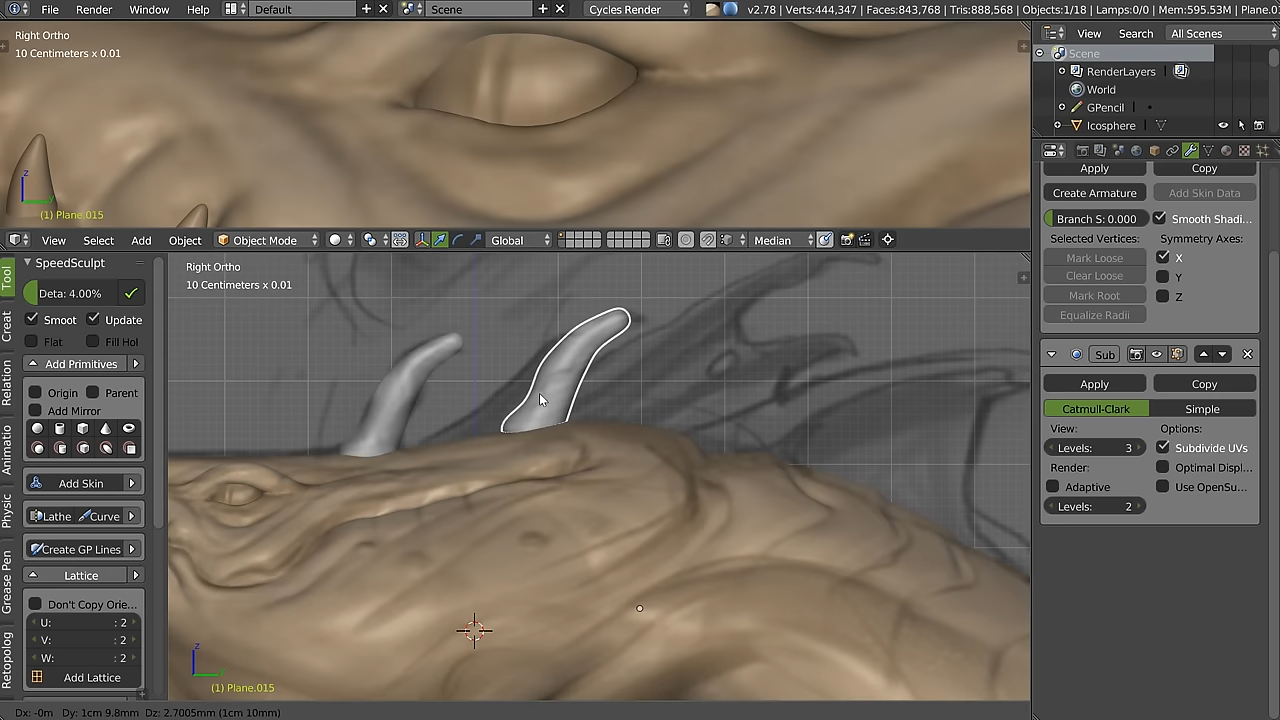 File Render Window Help Default Scene Cycles Render v2.78 | Verts:444,347 | Faces:843,768 | Tris:888,568 | Objects:1/18 | Lamps:0/0 | Mem:595.53M | Plane.0
Right Ortho
10 Centimeters x 0.01
z
(1) Plane.015
View Select Add Object Object Mode Global Median
View Search All Scenes
Scene
RenderLayers
World
GPencil
Icosphere
Tool
Creat
Relation
Animatio
Physic
Grease Pen
Retopolog
SpeedSculpt
Deta: 4.00%
Smoot Update
Flat Fill Hol
Add Primitives
Origin Parent
Add Mirror
Add Skin
Lathe Curve
Create GP Lines
Lattice
Don't Copy Orie...
U: : 2
V: : 2
W: : 2
Add Lattice
Right Ortho
10 Centimeters x 0.01
z
(1) Plane.015
Dx: -0m Dy: 1cm 9.8mm Dz: 2.7005mm (1cm 10mm)
Apply Copy
Create Armature Add Skin Data
Branch S: 0.000 Smooth Shadi...
Selected Vertices: Symmetry Axes:
Mark Loose X
Clear Loose Y
Mark Root Z
Equalize Radii
Sub
Apply Copy
Catmull-Clark Simple
View: Options:
Levels: 3 Subdivide UVs
Render: Optimal Displ...
Adaptive Use OpenSu...
Levels: 2